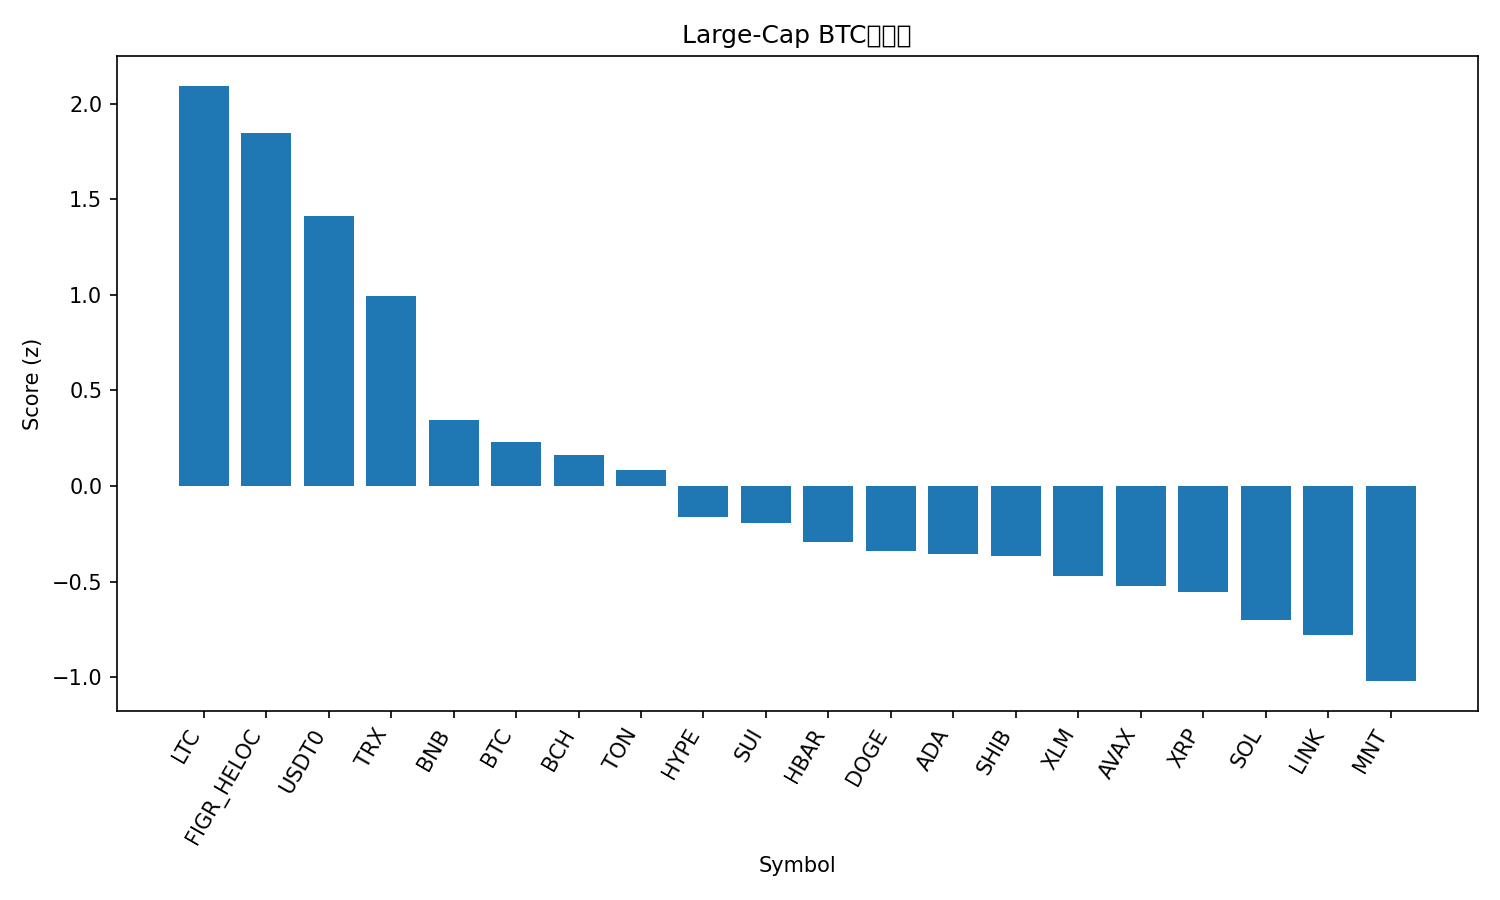 Large-Cap BTC
Score (z)
2.0
1.5
1.0
0.5
0.0
−0.5
−1.0
LTC
FIGR_HELOC
USDT0
TRX
BNB
BTC
BCH
TON
HYPE
SUI
HBAR
DOGE
ADA
SHIB
XLM
AVAX
XRP
SOL
LINK
MNT
Symbol